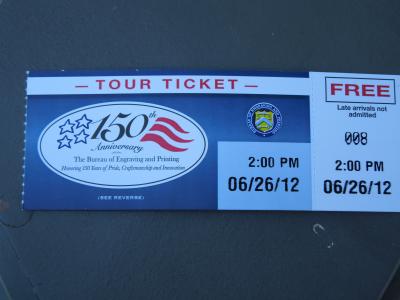 — TOUR TICKET —
150th
Anniversary
The Bureau of Engraving and Printing
Honoring 150 Years of Pride, Craftsmanship and Innovation
(SEE REVERSE)
2:00 PM
06/26/12
FREE
Late arrivals not
admitted
008
2:00 PM
06/26/12